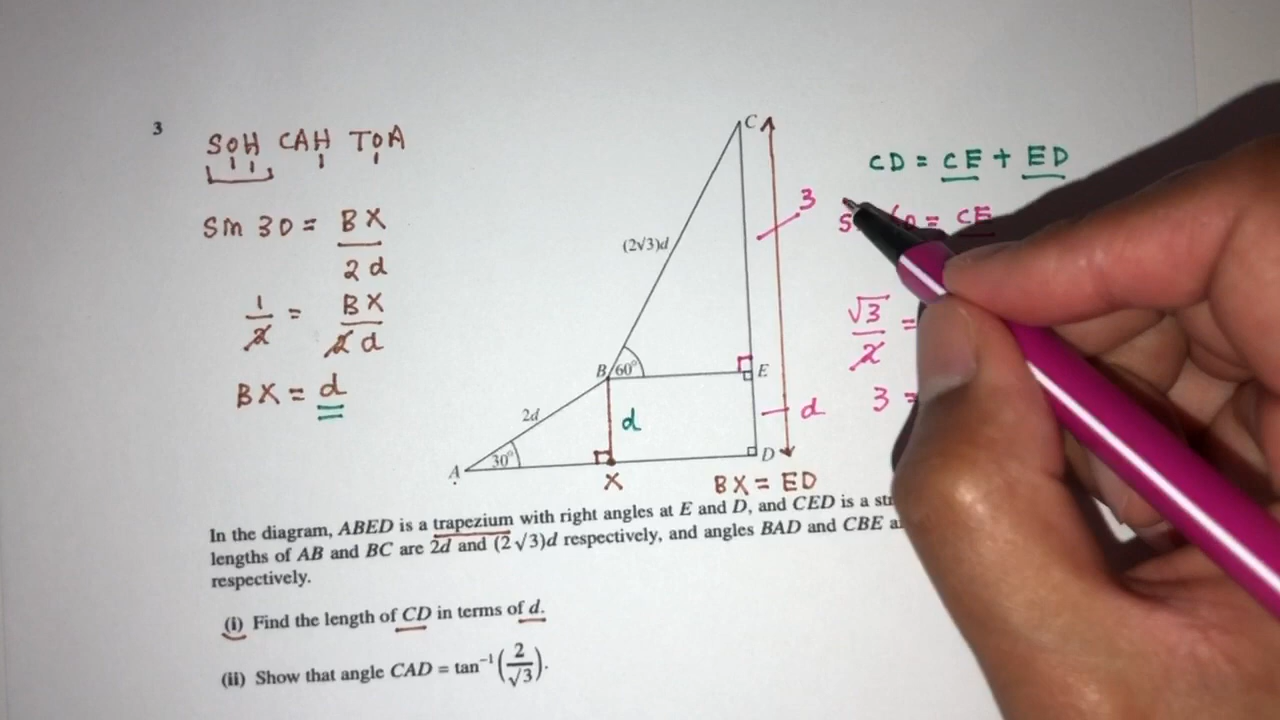 3
SOH CAH TOA
Sin 30 = BX
2d
1 = BX
2 2d
BX = d
C
(2√3)d
3
B 60°
E
2d
d
d
A 30°
D
X
BX = ED
CD = CE + ED
60 = CE
√3 =
2
3 =
In the diagram, ABED is a trapezium with right angles at E and D, and CED is a
lengths of AB and BC are 2d and (2√3)d respectively, and angles BAD and CBE
respectively.
(i) Find the length of CD in terms of d.
(ii) Show that angle CAD = tan⁻¹(2/√3).